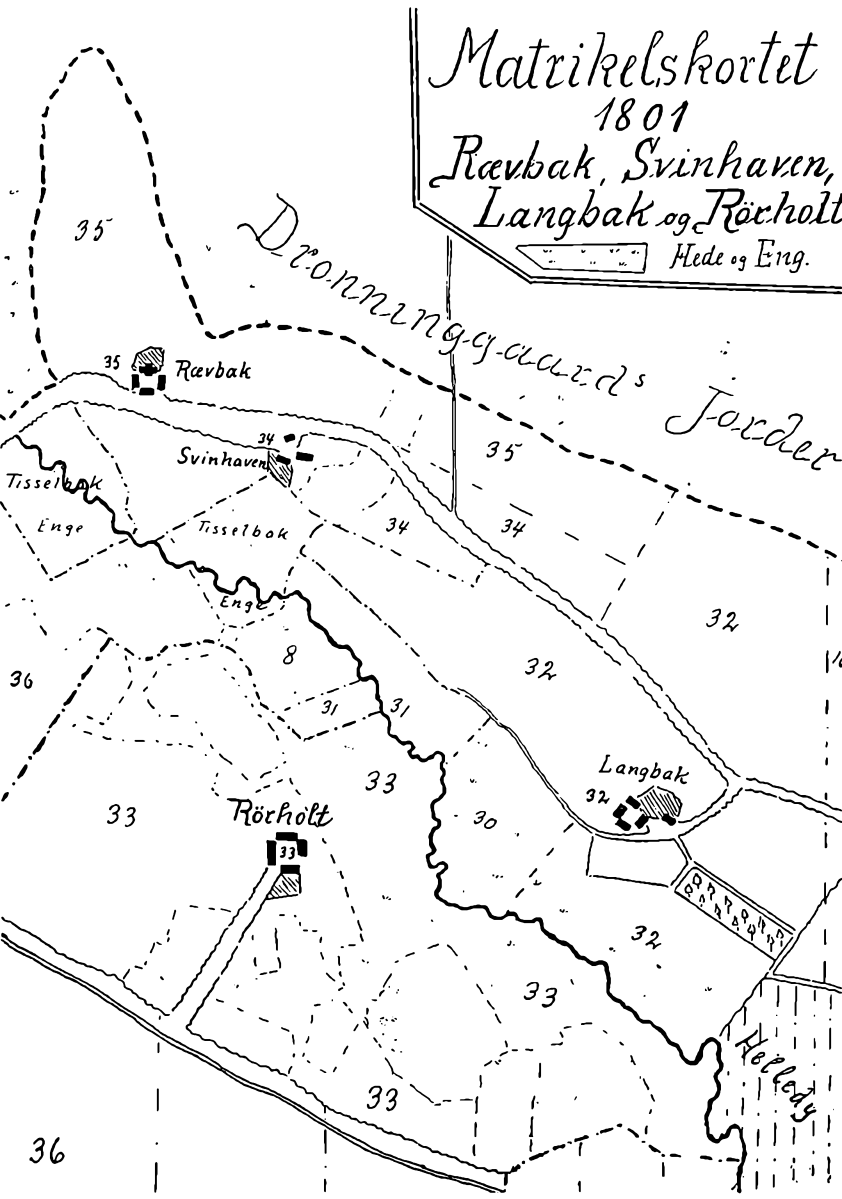 Matrikelskortet
1801
Rævbak, Svinhaven,
Langbak og Rörholt
Hede og Eng.
35
Dronninggaards Jorder
35
Rævbak
34
Svinhaven
35
Tisselbak
Enge
Tisselbak
34
34
Enge
32
8
32
36
31
31
33
Langbak
32
33
Rörholt
30
33
32
33
Helledy
33
36